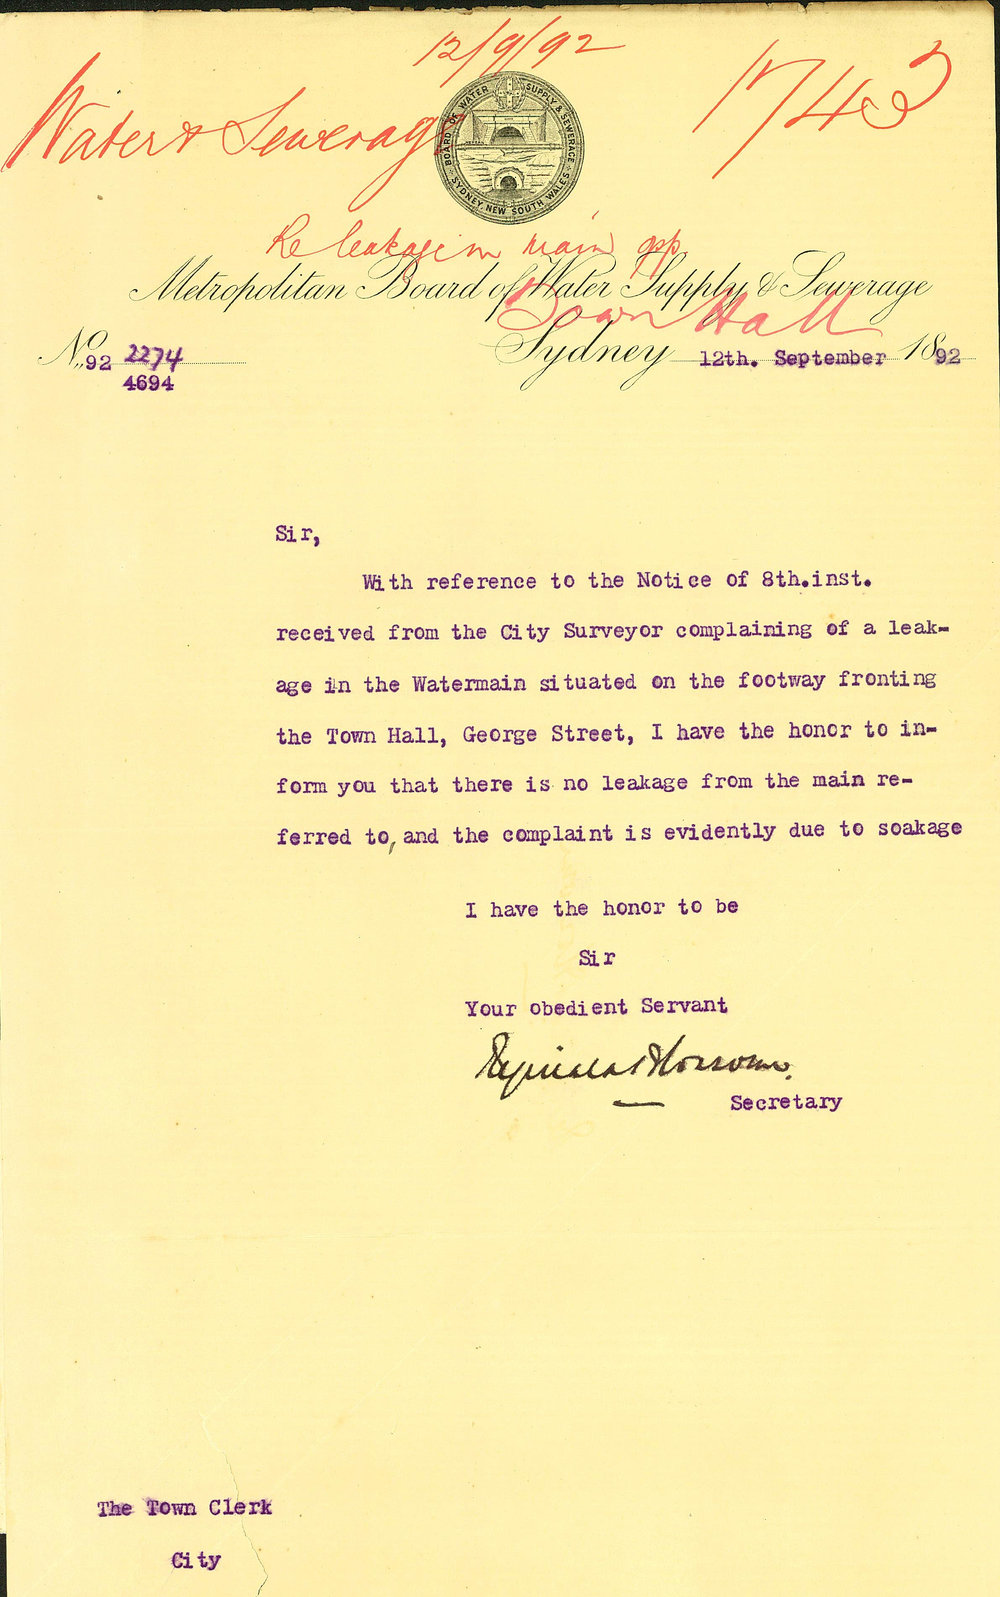 12/9/92
Water & Sewerage
1743
BOARD OF WATER SUPPLY & SEWERAGE
SYDNEY, NEW SOUTH WALES
Re leakage in main opp
Town Hall
Metropolitan Board of Water Supply & Sewerage
No. 92 2274
4694
Sydney 12th. September 1892
Sir,
With reference to the Notice of 8th.inst.
received from the City Surveyor complaining of a leak-
age in the Watermain situated on the footway fronting
the Town Hall, George Street, I have the honor to in-
form you that there is no leakage from the main re-
ferred to, and the complaint is evidently due to soakage
I have the honor to be
Sir
Your obedient Servant
Secretary
The Town Clerk
City